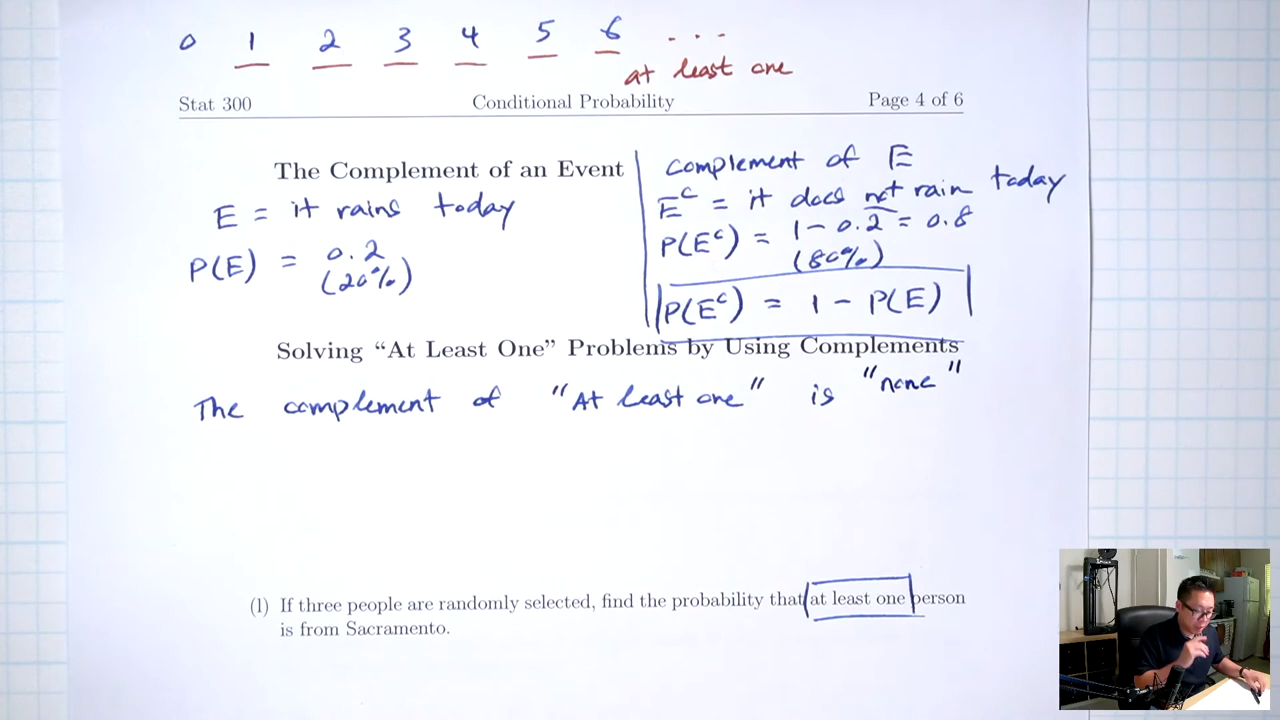 0 1 2 3 4 5 6 ...
at least one
Stat 300 Conditional Probability Page 4 of 6
The Complement of an Event
E = it rains today
P(E) = 0.2
(20%)
complement of E
Eᶜ = it does not rain today
P(Eᶜ) = 1 - 0.2 = 0.8
(80%)
P(Eᶜ) = 1 - P(E)
Solving “At Least One” Problems by Using Complements
The complement of "At least one" is "none"
(1) If three people are randomly selected, find the probability that at least one person
is from Sacramento.